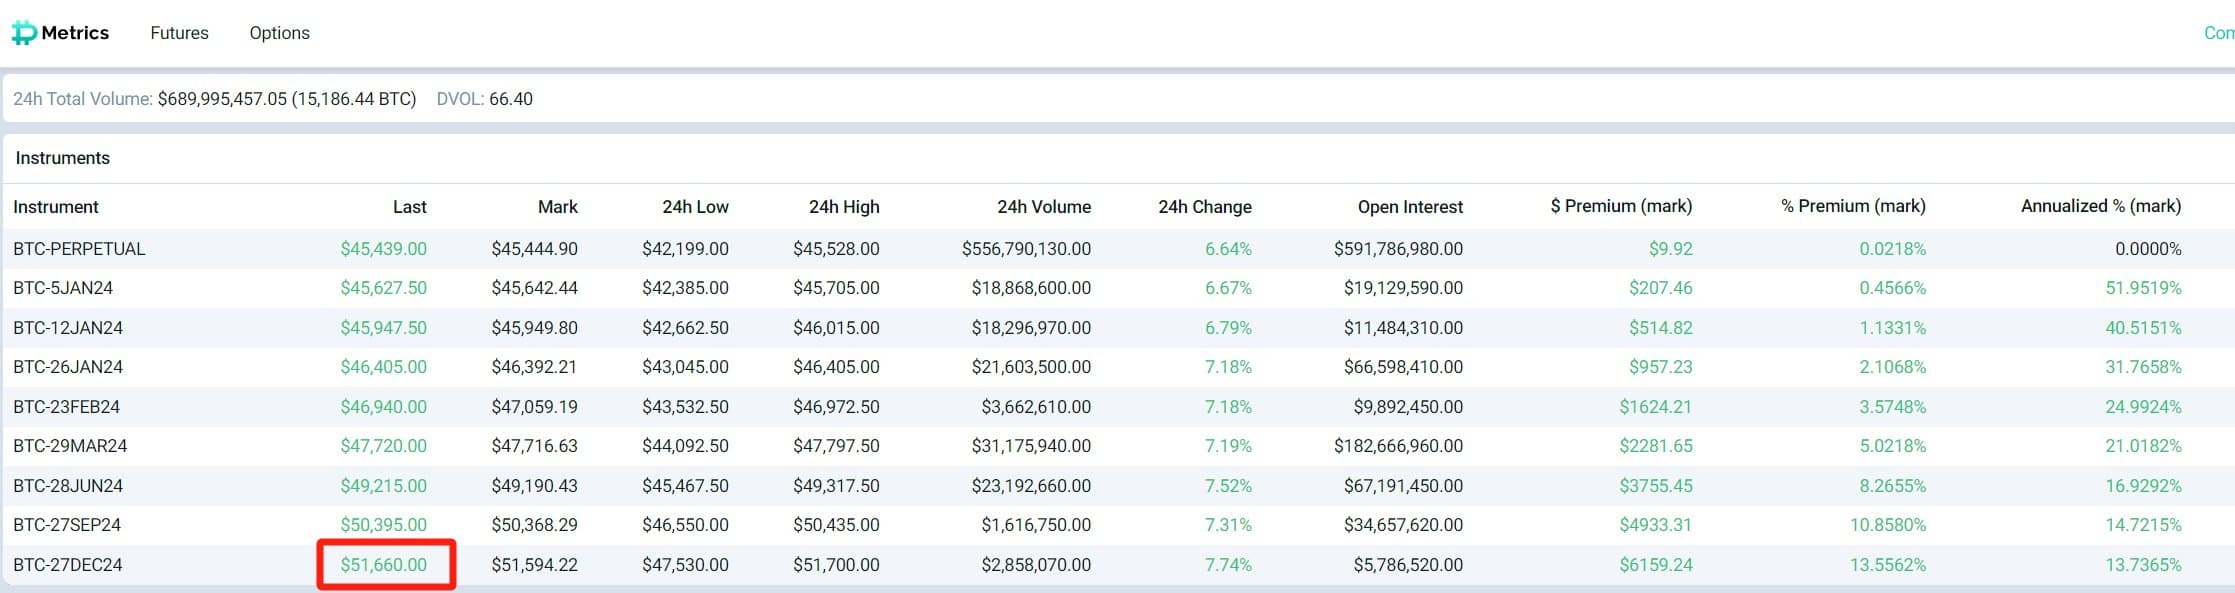 Metrics Futures Options Com
24h Total Volume: $689,995,457.05 (15,186.44 BTC) DVOL: 66.40
Instruments
Instrument Last Mark 24h Low 24h High 24h Volume 24h Change Open Interest $ Premium (mark) % Premium (mark) Annualized % (mark)
BTC-PERPETUAL $45,439.00 $45,444.90 $42,199.00 $45,528.00 $556,790,130.00 6.64% $591,786,980.00 $9.92 0.0218% 0.0000%
BTC-5JAN24 $45,627.50 $45,642.44 $42,385.00 $45,705.00 $18,868,600.00 6.67% $19,129,590.00 $207.46 0.4566% 51.9519%
BTC-12JAN24 $45,947.50 $45,949.80 $42,662.50 $46,015.00 $18,296,970.00 6.79% $11,484,310.00 $514.82 1.1331% 40.5151%
BTC-26JAN24 $46,405.00 $46,392.21 $43,045.00 $46,405.00 $21,603,500.00 7.18% $66,598,410.00 $957.23 2.1068% 31.7658%
BTC-23FEB24 $46,940.00 $47,059.19 $43,532.50 $46,972.50 $3,662,610.00 7.18% $9,892,450.00 $1624.21 3.5748% 24.9924%
BTC-29MAR24 $47,720.00 $47,716.63 $44,092.50 $47,797.50 $31,175,940.00 7.19% $182,666,960.00 $2281.65 5.0218% 21.0182%
BTC-28JUN24 $49,215.00 $49,190.43 $45,467.50 $49,317.50 $23,192,660.00 7.52% $67,191,450.00 $3755.45 8.2655% 16.9292%
BTC-27SEP24 $50,395.00 $50,368.29 $46,550.00 $50,435.00 $1,616,750.00 7.31% $34,657,620.00 $4933.31 10.8580% 14.7215%
BTC-27DEC24 $51,660.00 $51,594.22 $47,530.00 $51,700.00 $2,858,070.00 7.74% $5,786,520.00 $6159.24 13.5562% 13.7365%